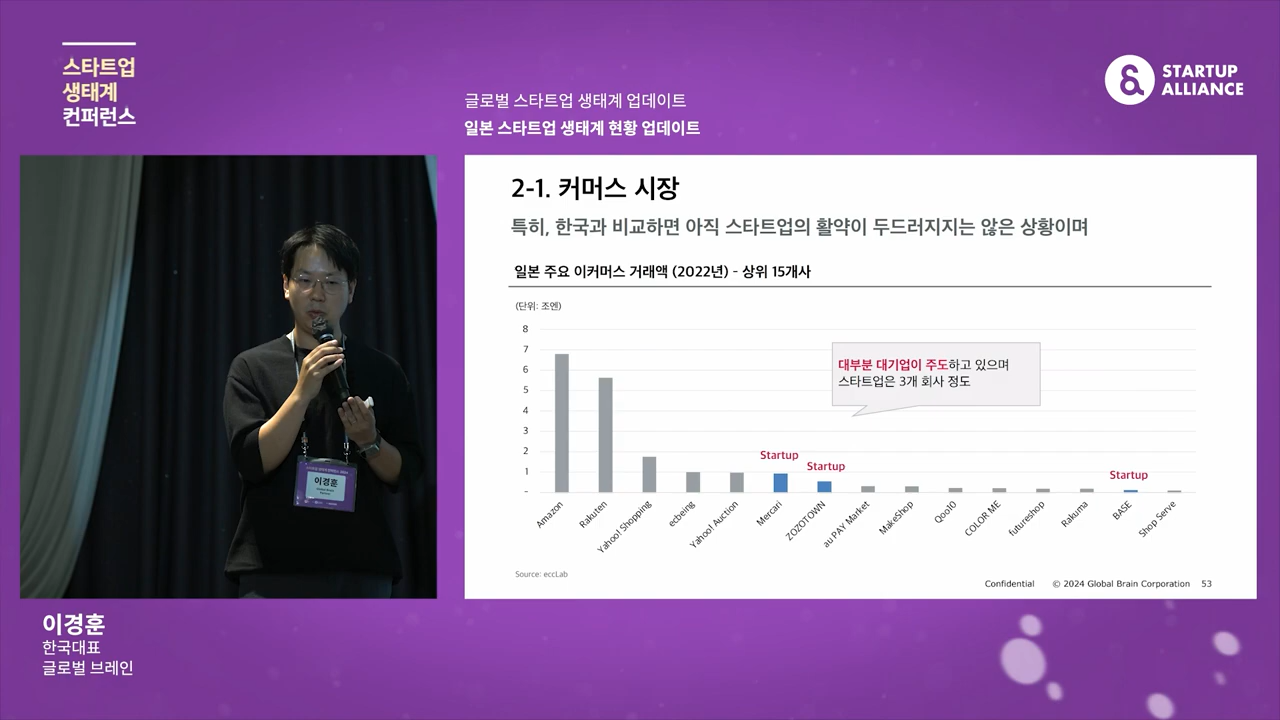 스타트업
생태계
컨퍼런스
글로벌 스타트업 생태계 업데이트
일본 스타트업 생태계 현황 업데이트
STARTUP
ALLIANCE
2-1. 커머스 시장
특히, 한국과 비교하면 아직 스타트업의 활약이 두드러지지는 않은 상황이며
일본 주요 이커머스 거래액 (2022년) - 상위 15개사
(단위: 조엔)
8
7
6
5
4
3
2
1
-
대부분 대기업이 주도하고 있으며
스타트업은 3개 회사 정도
Startup
Startup
Startup
Amazon
Rakuten
Yahoo! Shopping
ecbeing
Yahoo! Auction
Mercari
ZOZOTOWN
au PAY Market
MakeShop
Qoo10
COLOR ME
futureshop
Rakuma
BASE
Shop Serve
Source: eccLab
Confidential © 2024 Global Brain Corporation 53
이경훈
이경훈
한국대표
글로벌 브레인